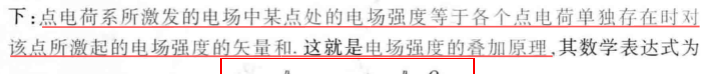 下:点电荷系所激发的电场中某点处的电场强度等于各个点电荷单独存在时对
该点所激起的电场强度的矢量和. 这就是电场强度的叠加原理,其数学表达式为